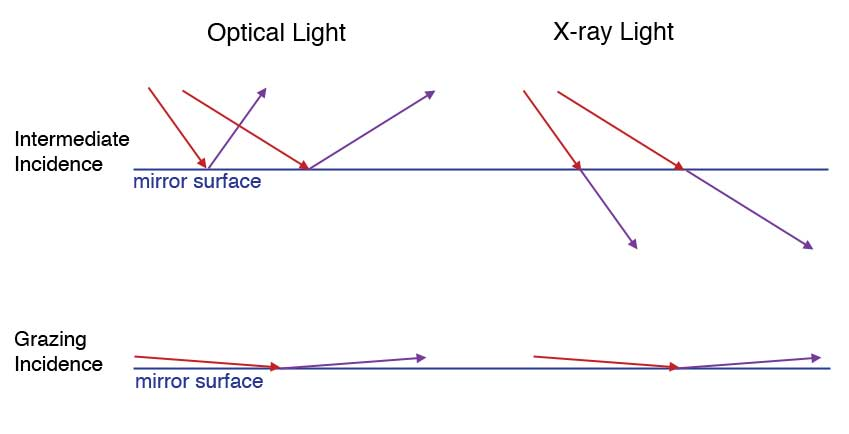 Optical Light
X-ray Light
Intermediate
Incidence
mirror surface
Grazing
Incidence
mirror surface